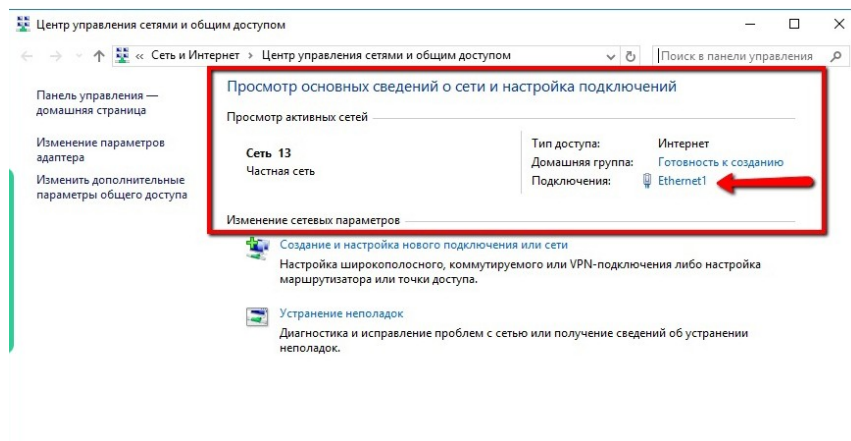 Центр управления сетями и общим доступом
« Сеть и Интернет > Центр управления сетями и общим доступом
Поиск в панели управления
Панель управления —
домашняя страница
Изменение параметров
адаптера
Изменить дополнительные
параметры общего доступа
Просмотр основных сведений о сети и настройка подключений
Просмотр активных сетей
Сеть 13
Частная сеть
Тип доступа: Интернет
Домашняя группа: Готовность к созданию
Подключения: Ethernet1
Изменение сетевых параметров
Создание и настройка нового подключения или сети
Настройка широкополосного, коммутируемого или VPN-подключения либо настройка
маршрутизатора или точки доступа.
Устранение неполадок
Диагностика и исправление проблем с сетью или получение сведений об устранении
неполадок.